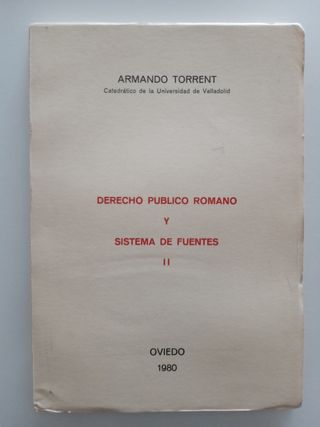 ARMANDO TORRENT
Catedrático de la Universidad de Valladolid
DERECHO PUBLICO ROMANO
Y
SISTEMA DE FUENTES
II
OVIEDO
1980